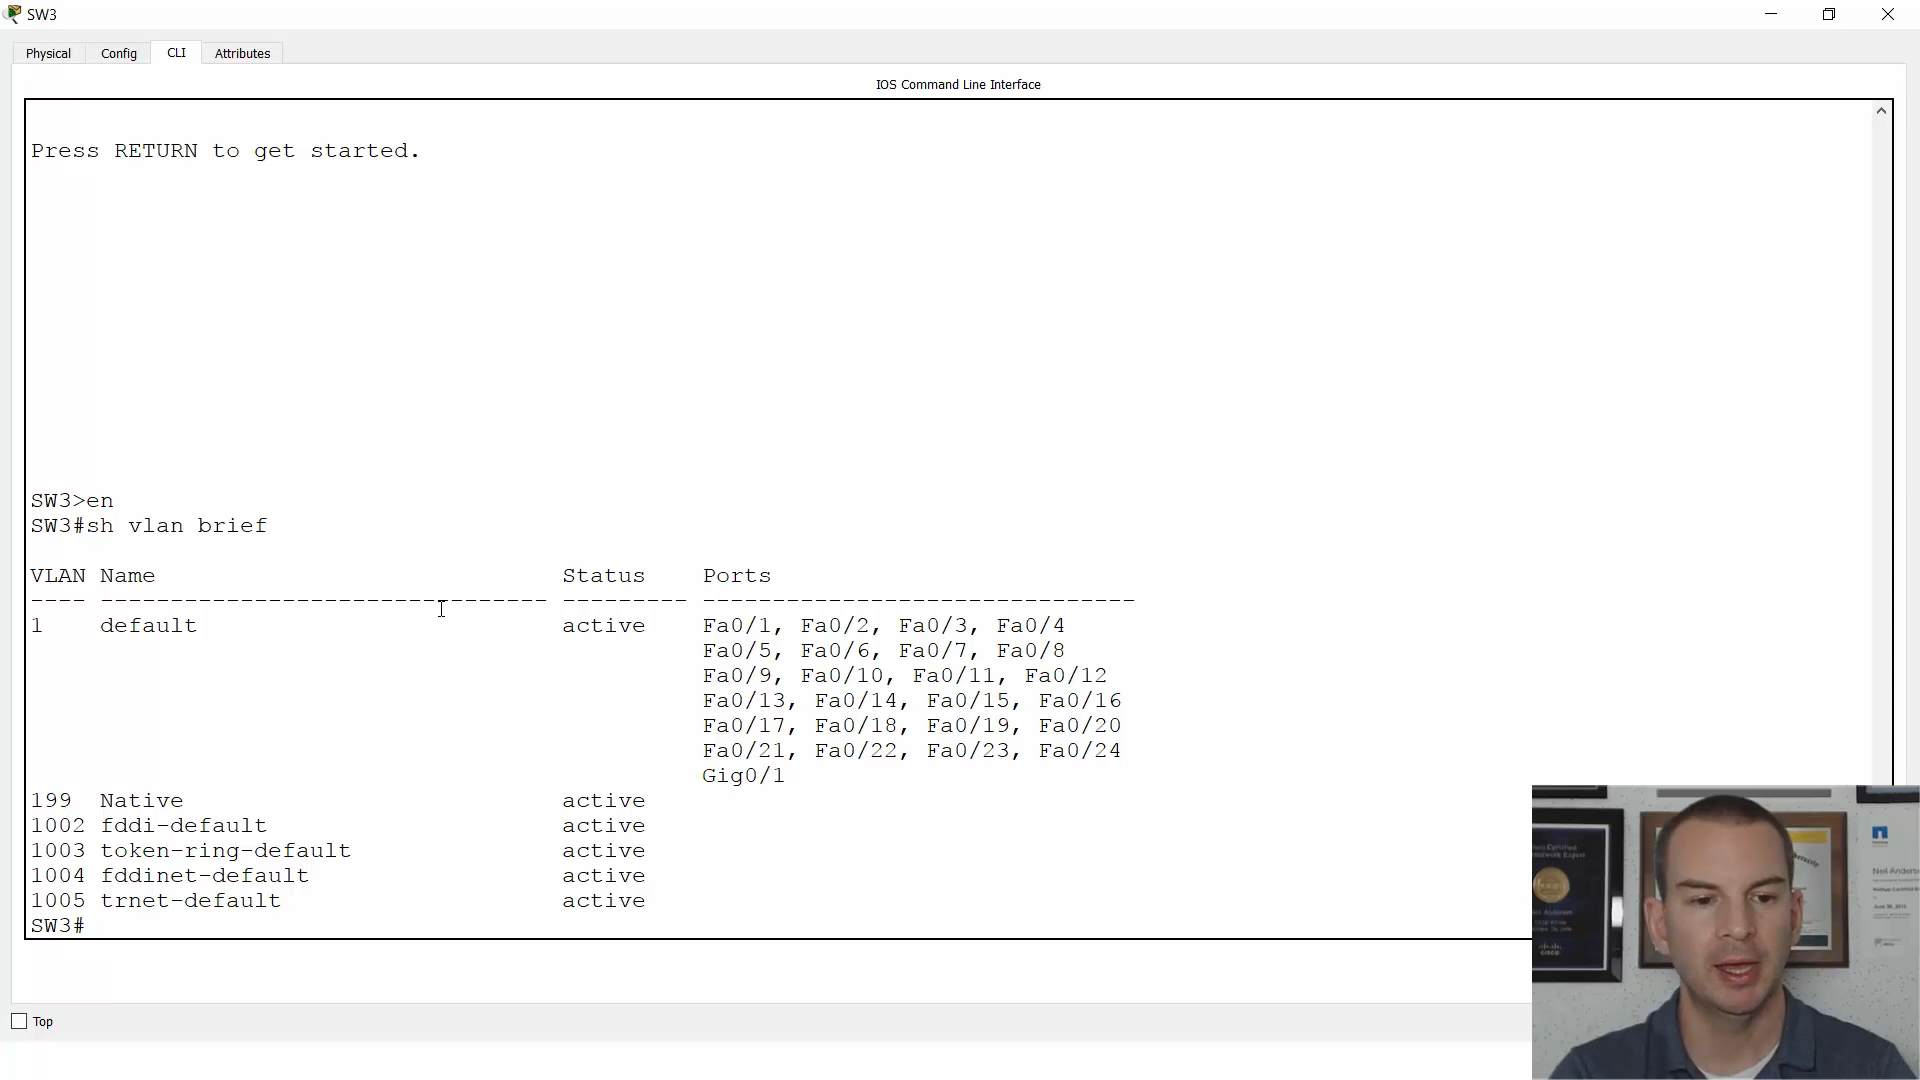 SW3
Physical Config CLI Attributes
IOS Command Line Interface
Press RETURN to get started.
SW3>en
SW3#sh vlan brief
VLAN Name                             Status    Ports
---- -------------------------------- --------- -------------------------------
1    default                          active    Fa0/1, Fa0/2, Fa0/3, Fa0/4
                                                Fa0/5, Fa0/6, Fa0/7, Fa0/8
                                                Fa0/9, Fa0/10, Fa0/11, Fa0/12
                                                Fa0/13, Fa0/14, Fa0/15, Fa0/16
                                                Fa0/17, Fa0/18, Fa0/19, Fa0/20
                                                Fa0/21, Fa0/22, Fa0/23, Fa0/24
                                                Gig0/1
199  Native                           active
1002 fddi-default                     active
1003 token-ring-default               active
1004 fddinet-default                  active
1005 trnet-default                    active
SW3#
Top
Neil Anders
CISCO